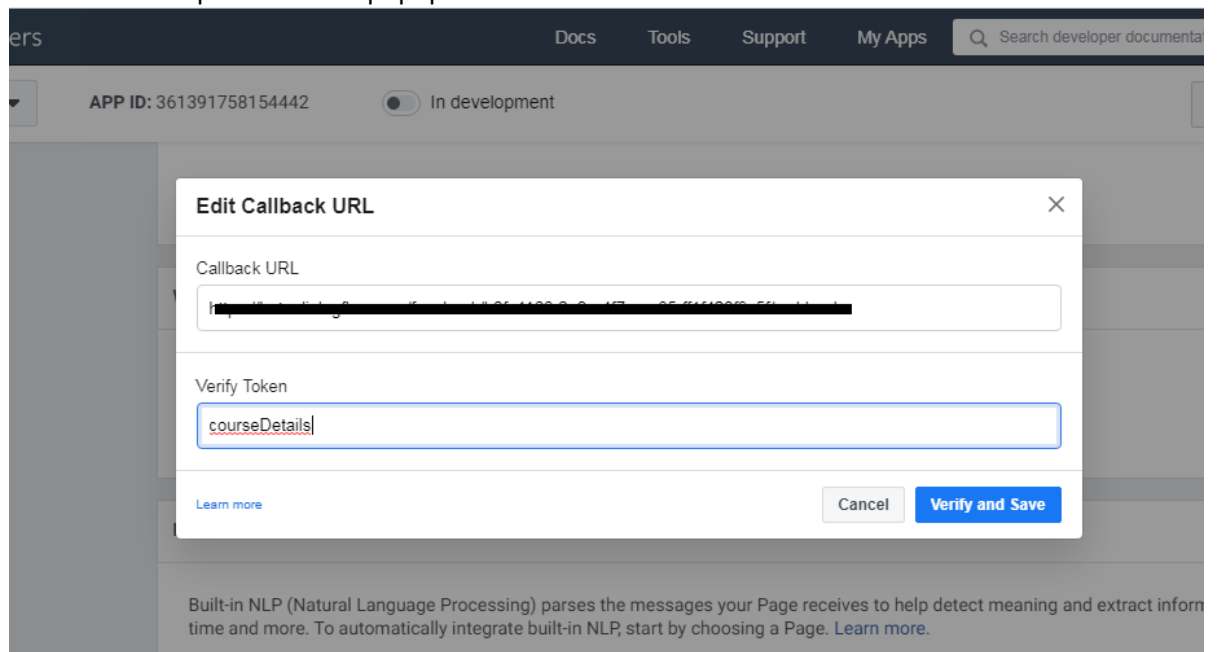 ers
Docs Tools Support My Apps Search developer documenta
APP ID: 361391758154442 In development
Edit Callback URL
Callback URL
Verify Token
courseDetails
Learn more Cancel Verify and Save
Built-in NLP (Natural Language Processing) parses the messages your Page receives to help detect meaning and extract inform
time and more. To automatically integrate built-in NLP, start by choosing a Page. Learn more.